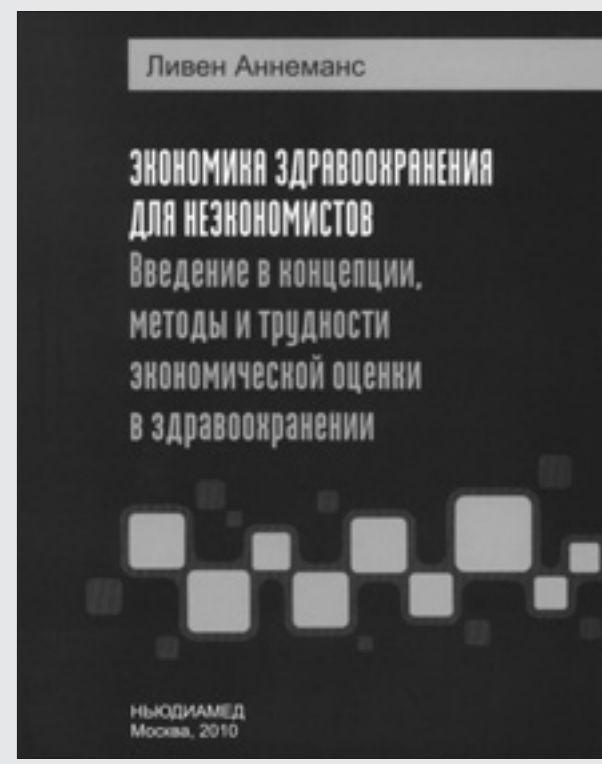 Ливен Аннеманс
ЭКОНОМИКА ЗДРАВООХРАНЕНИЯ
ДЛЯ НЕЭКОНОМИСТОВ
Введение в концепции,
методы и трудности
экономической оценки
в здравоохранении
НЬЮДИАМЕД
Москва, 2010